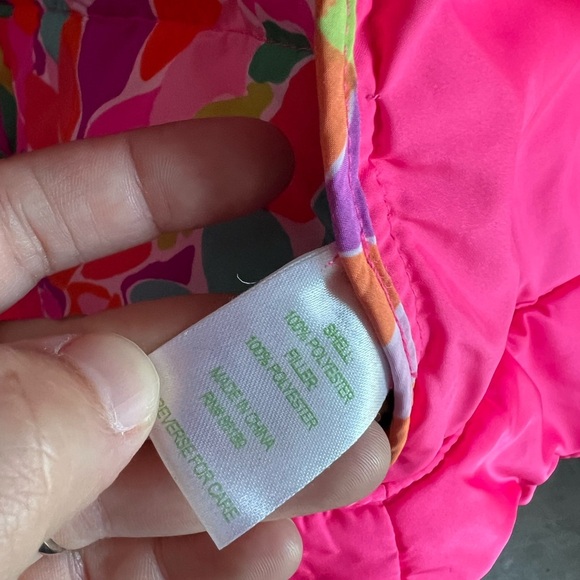 SHELL
100% POLYESTER
FILLER
100% POLYESTER
MADE IN CHINA
REVERSE FOR CARE